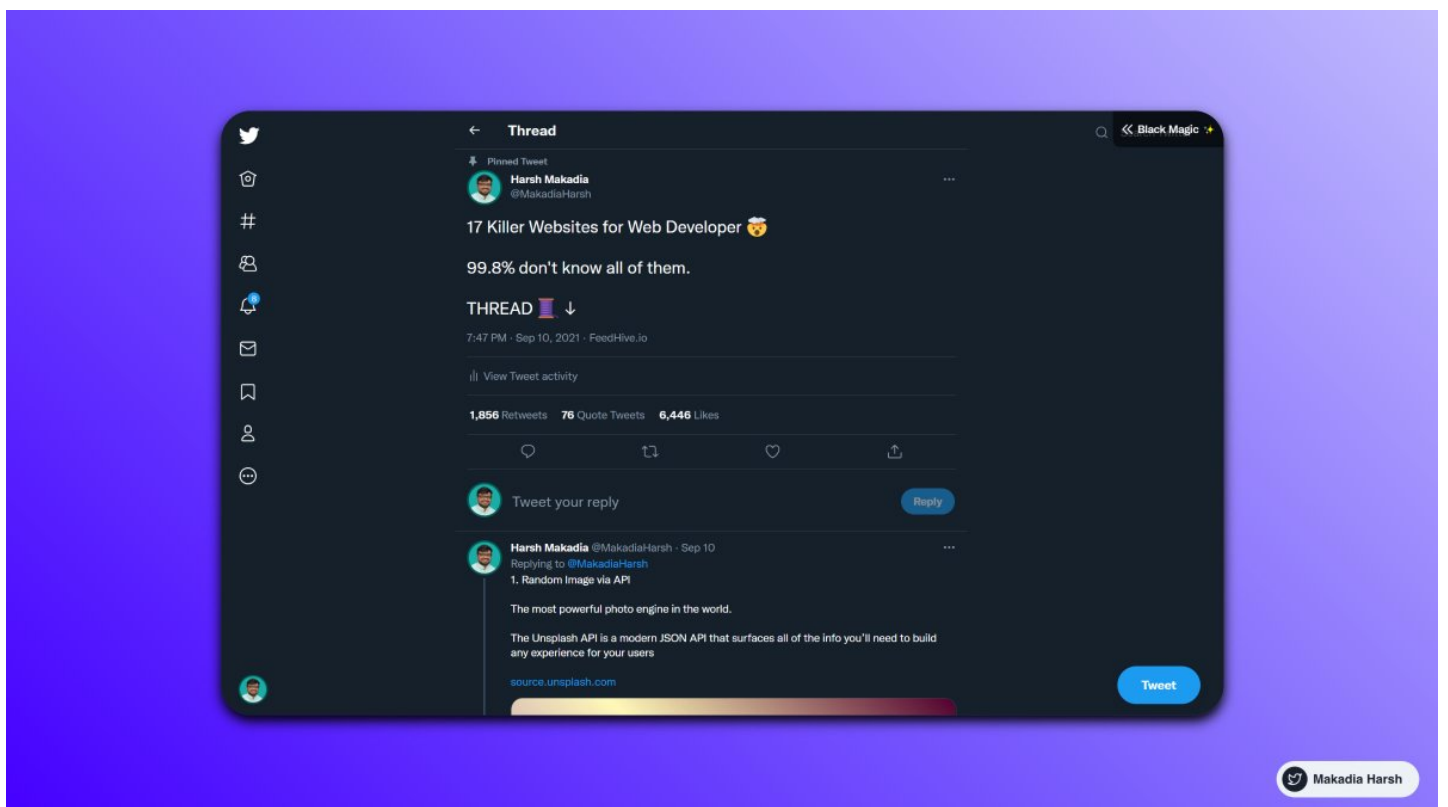 Thread
Black Magic ✨
Pinned Tweet
Harsh Makadia
@MakadiaHarsh
17 Killer Websites for Web Developer 🤯
99.8% don't know all of them.
THREAD 🧵 ↓
7:47 PM · Sep 10, 2021 · FeedHive.io
View Tweet activity
1,856 Retweets 76 Quote Tweets 6,446 Likes
Tweet your reply
Reply
Harsh Makadia @MakadiaHarsh · Sep 10
Replying to @MakadiaHarsh
1. Random Image via API
The most powerful photo engine in the world.
The Unsplash API is a modern JSON API that surfaces all of the info you'll need to build
any experience for your users
source.unsplash.com
Tweet
Makadia Harsh